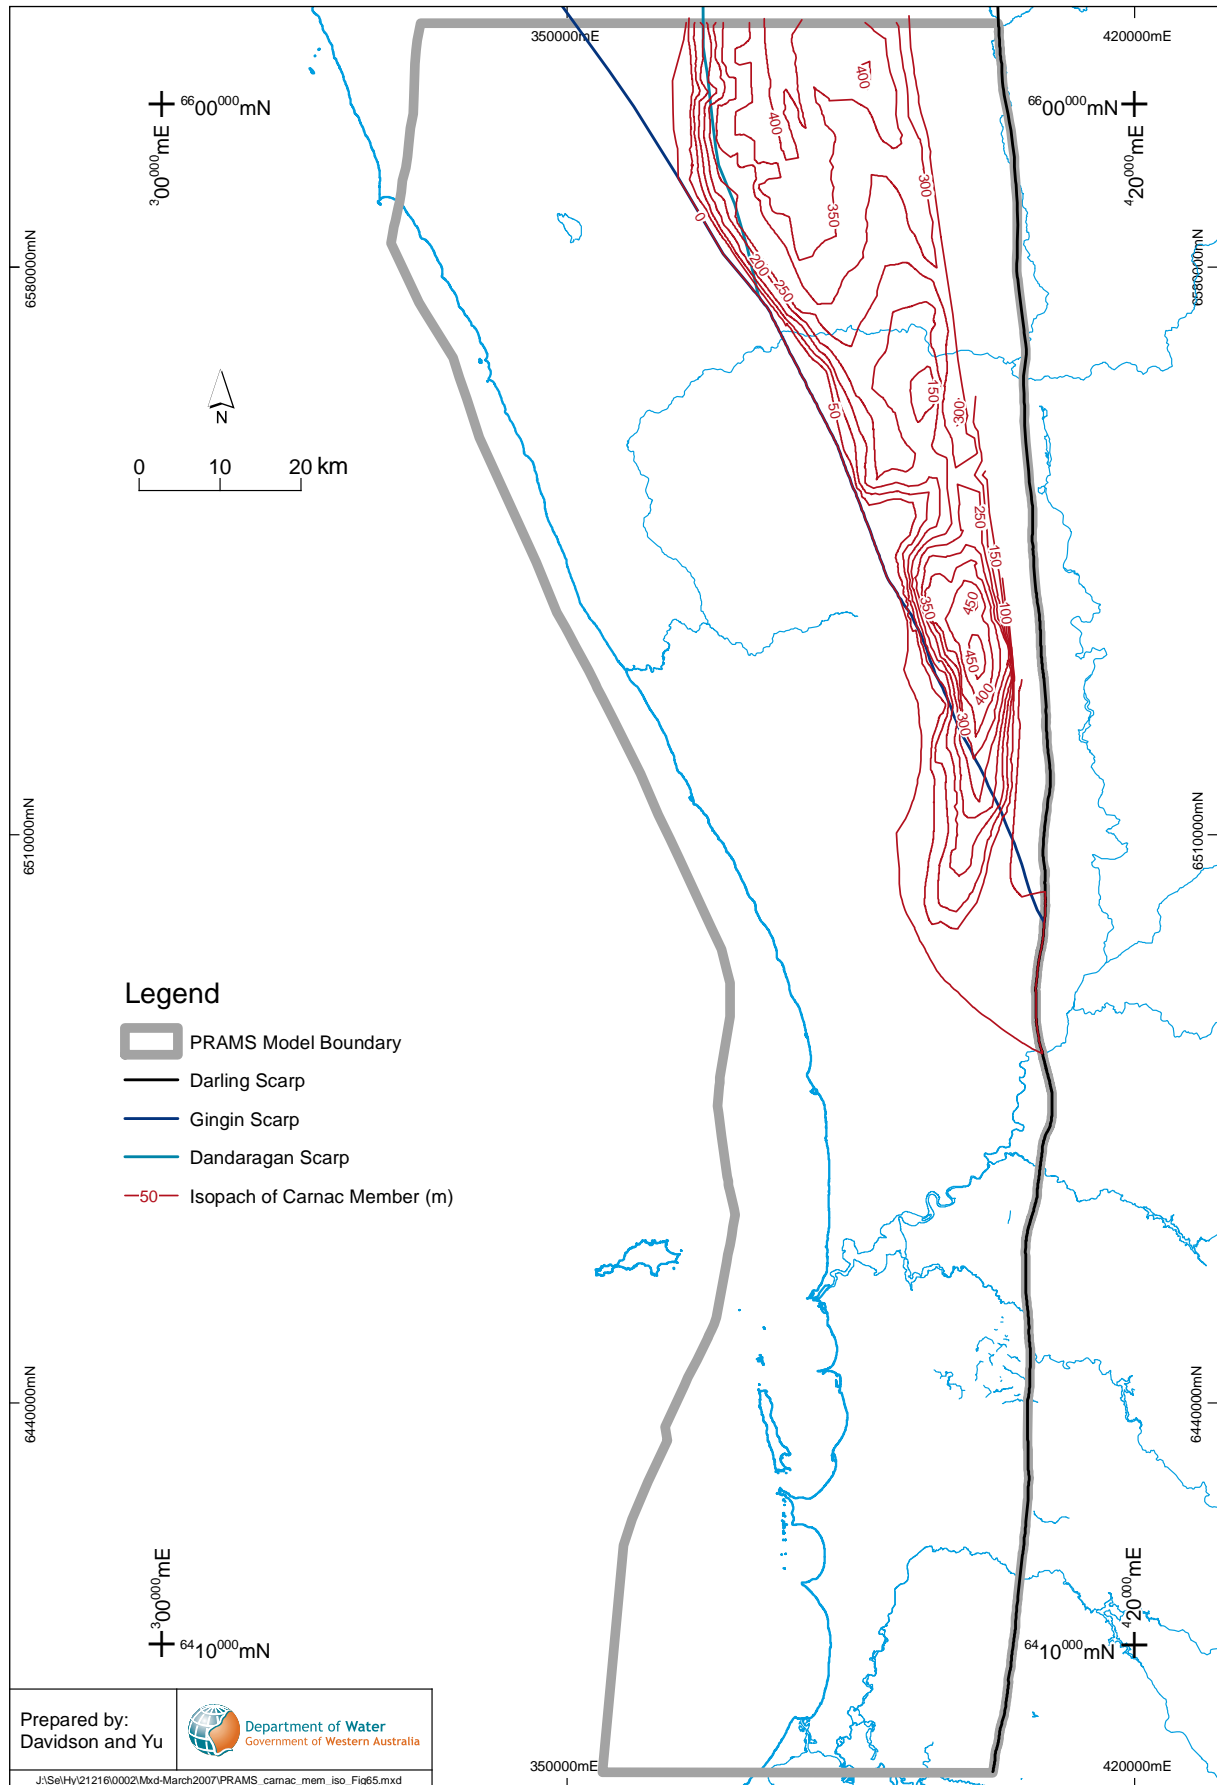 350000mE
420000mE
6600000mN
6600000mN
300000mE
420000mE
6580000mN
6580000mN
400
400
300
350
0
200
250
50
150
300
250
150
100
350
450
450
400
300
N
0 10 20 km
6510000mN
6510000mN
Legend
PRAMS Model Boundary
Darling Scarp
Gingin Scarp
Dandaragan Scarp
50 Isopach of Carnac Member (m)
6440000mN
6440000mN
300000mE
420000mE
6410000mN
6410000mN
Prepared by:
Davidson and Yu
Department of Water
Government of Western Australia
350000mE
420000mE
J:\Se\Hy\21216\0002\Mxd-March2007\PRAMS_carnac_mem_iso_Fig65.mxd